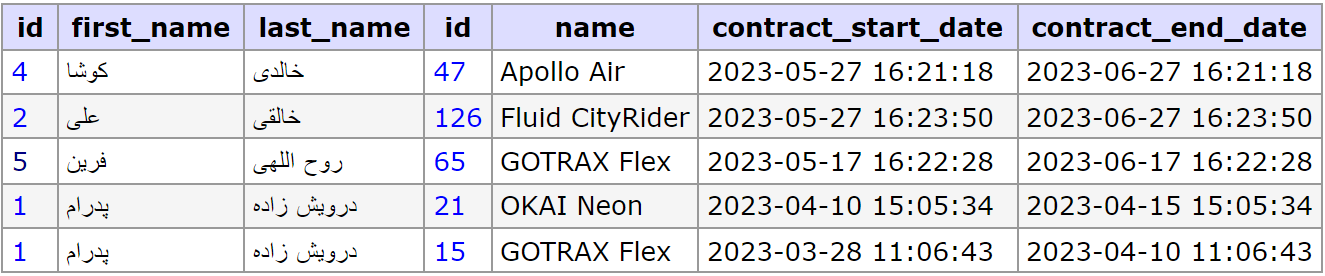 id first_name last_name id name contract_start_date contract_end_date
4 کوشا خالدی 47 Apollo Air 2023-05-27 16:21:18 2023-06-27 16:21:18
2 علی خالقی 126 Fluid CityRider 2023-05-27 16:23:50 2023-06-27 16:23:50
5 فرین روح اللهی 65 GOTRAX Flex 2023-05-17 16:22:28 2023-06-17 16:22:28
1 پدرام درویش زاده 21 OKAI Neon 2023-04-10 15:05:34 2023-04-15 15:05:34
1 پدرام درویش زاده 15 GOTRAX Flex 2023-03-28 11:06:43 2023-04-10 11:06:43